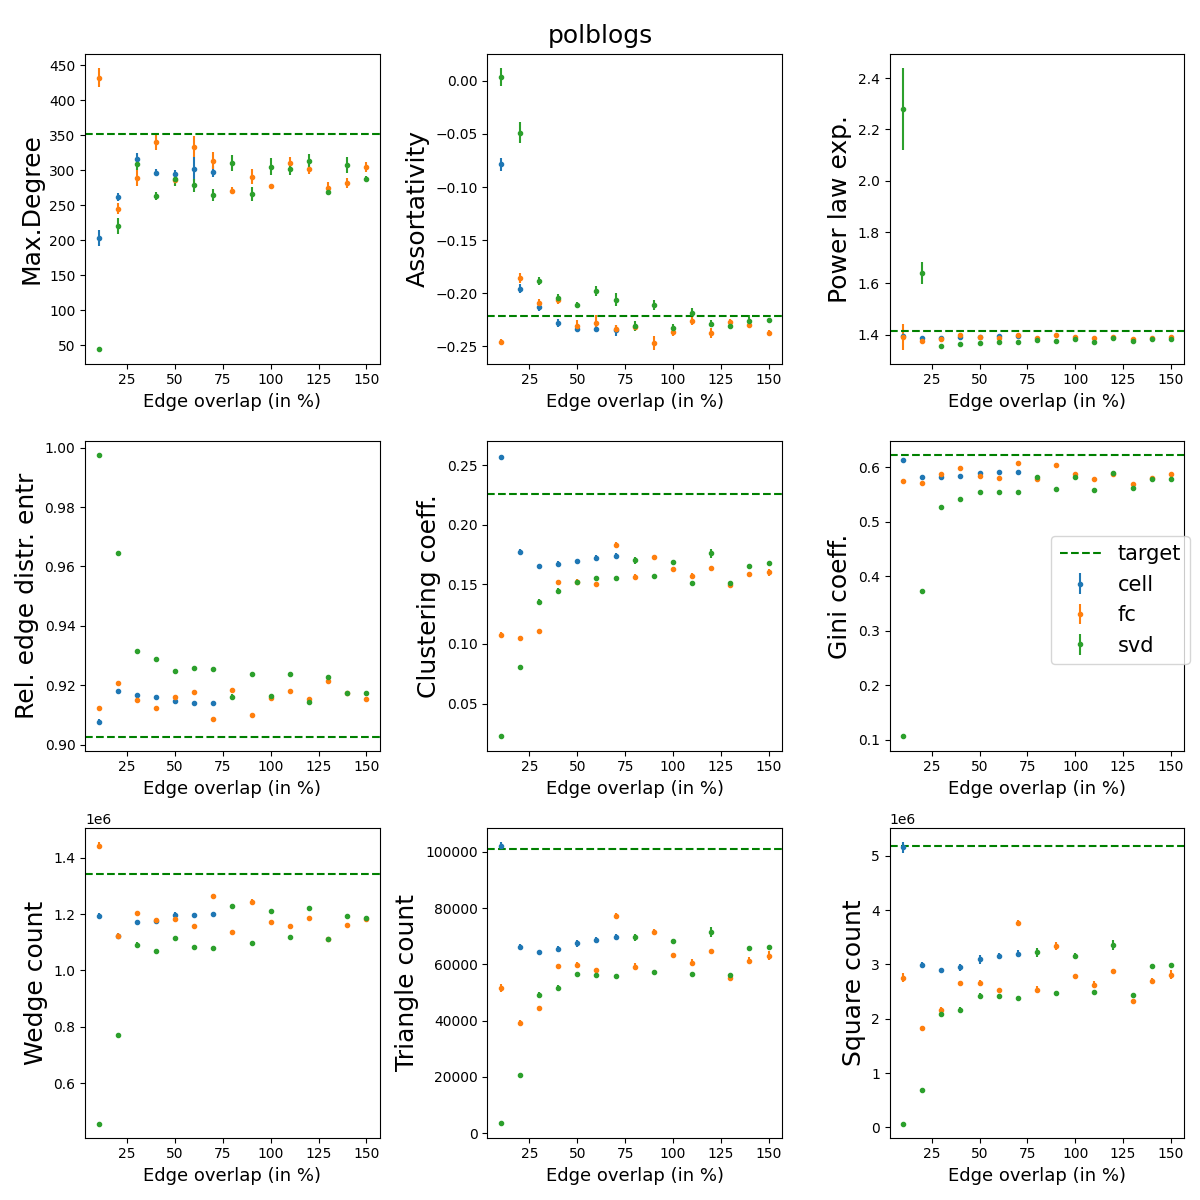 polblogs
Max.Degree
450
400
350
300
250
200
150
100
50
25 50 75 100 125 150
Edge overlap (in %)
Assortativity
0.00
−0.05
−0.10
−0.15
−0.20
−0.25
25 50 75 100 125 150
Edge overlap (in %)
Power law exp.
2.4
2.2
2.0
1.8
1.6
1.4
25 50 75 100 125 150
Edge overlap (in %)
Rel. edge distr. entr
1.00
0.98
0.96
0.94
0.92
0.90
25 50 75 100 125 150
Edge overlap (in %)
Clustering coeff.
0.25
0.20
0.15
0.10
0.05
25 50 75 100 125 150
Edge overlap (in %)
Gini coeff.
0.6
0.5
0.4
0.3
0.2
0.1
25 50 75 100 125 150
Edge overlap (in %)
target
cell
fc
svd
Wedge count
1e6
1.4
1.2
1.0
0.8
0.6
25 50 75 100 125 150
Edge overlap (in %)
Triangle count
100000
80000
60000
40000
20000
0
25 50 75 100 125 150
Edge overlap (in %)
Square count
1e6
5
4
3
2
1
0
25 50 75 100 125 150
Edge overlap (in %)